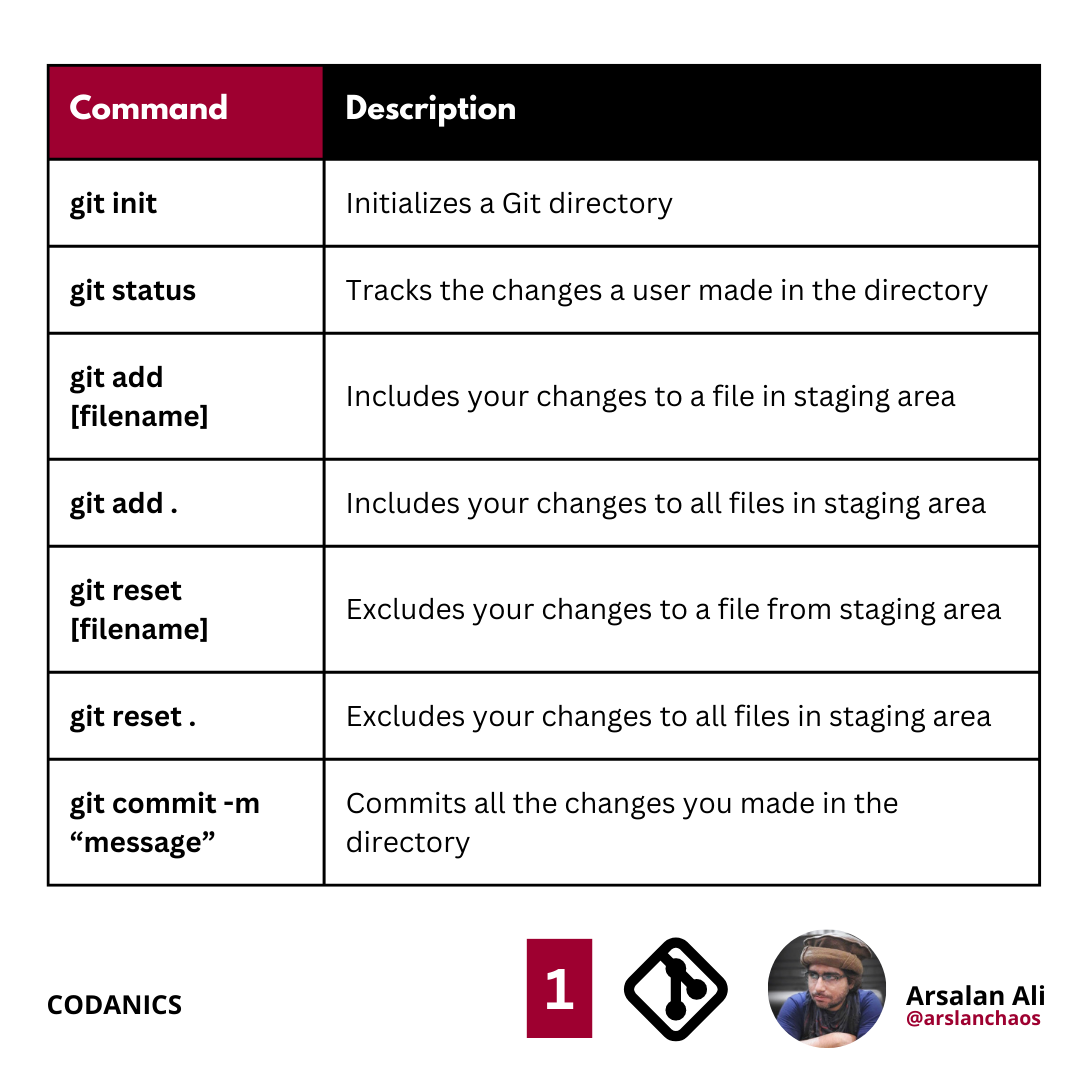 Command
Description
git init
Initializes a Git directory
git status
Tracks the changes a user made in the directory
git add
[filename]
Includes your changes to a file in staging area
git add .
Includes your changes to all files in staging area
git reset
[filename]
Excludes your changes to a file from staging area
git reset .
Excludes your changes to all files in staging area
git commit -m
“message”
Commits all the changes you made in the
directory
CODANICS
1
Arsalan Ali
@arslanchaos